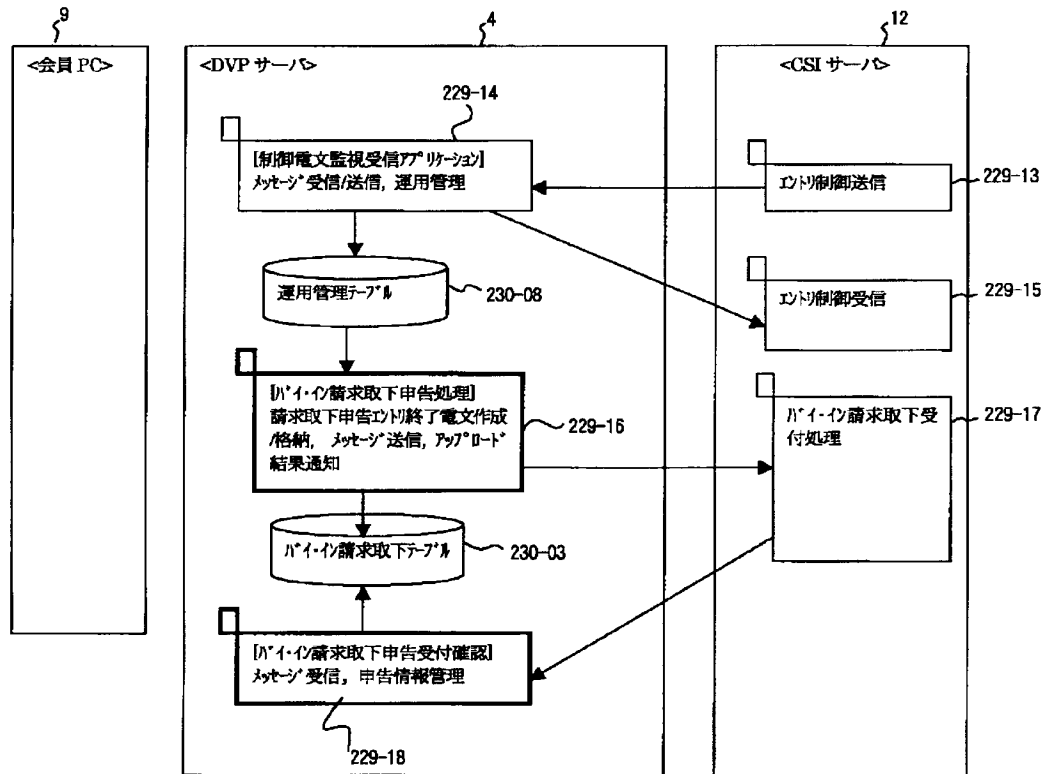 9
4
12
<会員 PC>
<DVP サーバ>
<CSI サーバ>
229-14
[制御電文監視受信アプリケーション]
メッセージ受信/送信, 運用管理
エントリ制御送信
229-13
運用管理テーブル
230-08
エントリ制御受信
229-15
[バイ・イン請求取下申告処理]
請求取下申告エントリ終了電文作成
/格納, メッセージ送信, アップロード
結果通知
229-16
バイ・イン請求取下受
付処理
229-17
バイ・イン請求取下テーブル
230-03
[バイ・イン請求取下申告受付確認]
メッセージ受信, 申告情報管理
229-18